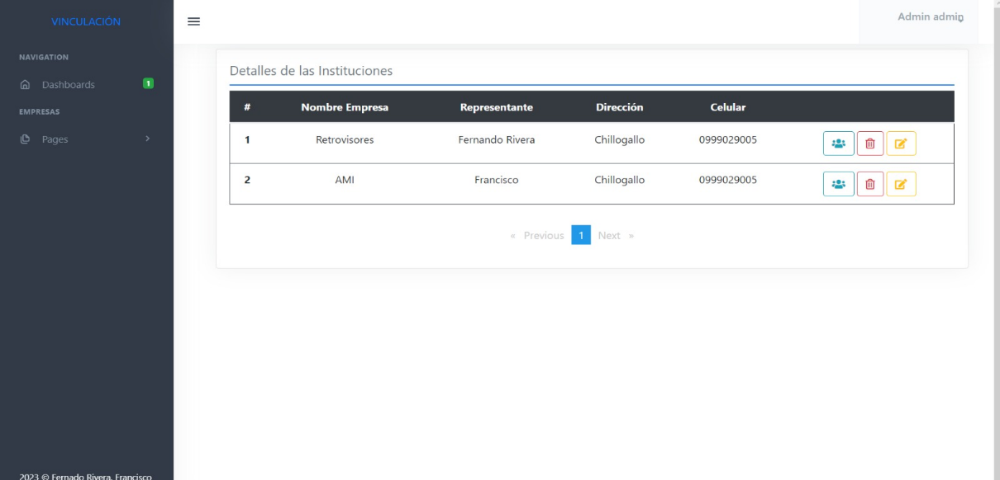 VINCULACIÓN
Admin admin
NAVIGATION
Dashboards 1
EMPRESAS
Pages
Detalles de las Instituciones
# Nombre Empresa Representante Dirección Celular
1 Retrovisores Fernando Rivera Chillogallo 0999029005
2 AMI Francisco Chillogallo 0999029005
« Previous 1 Next »
2023 © Fernado Rivera, Francisco